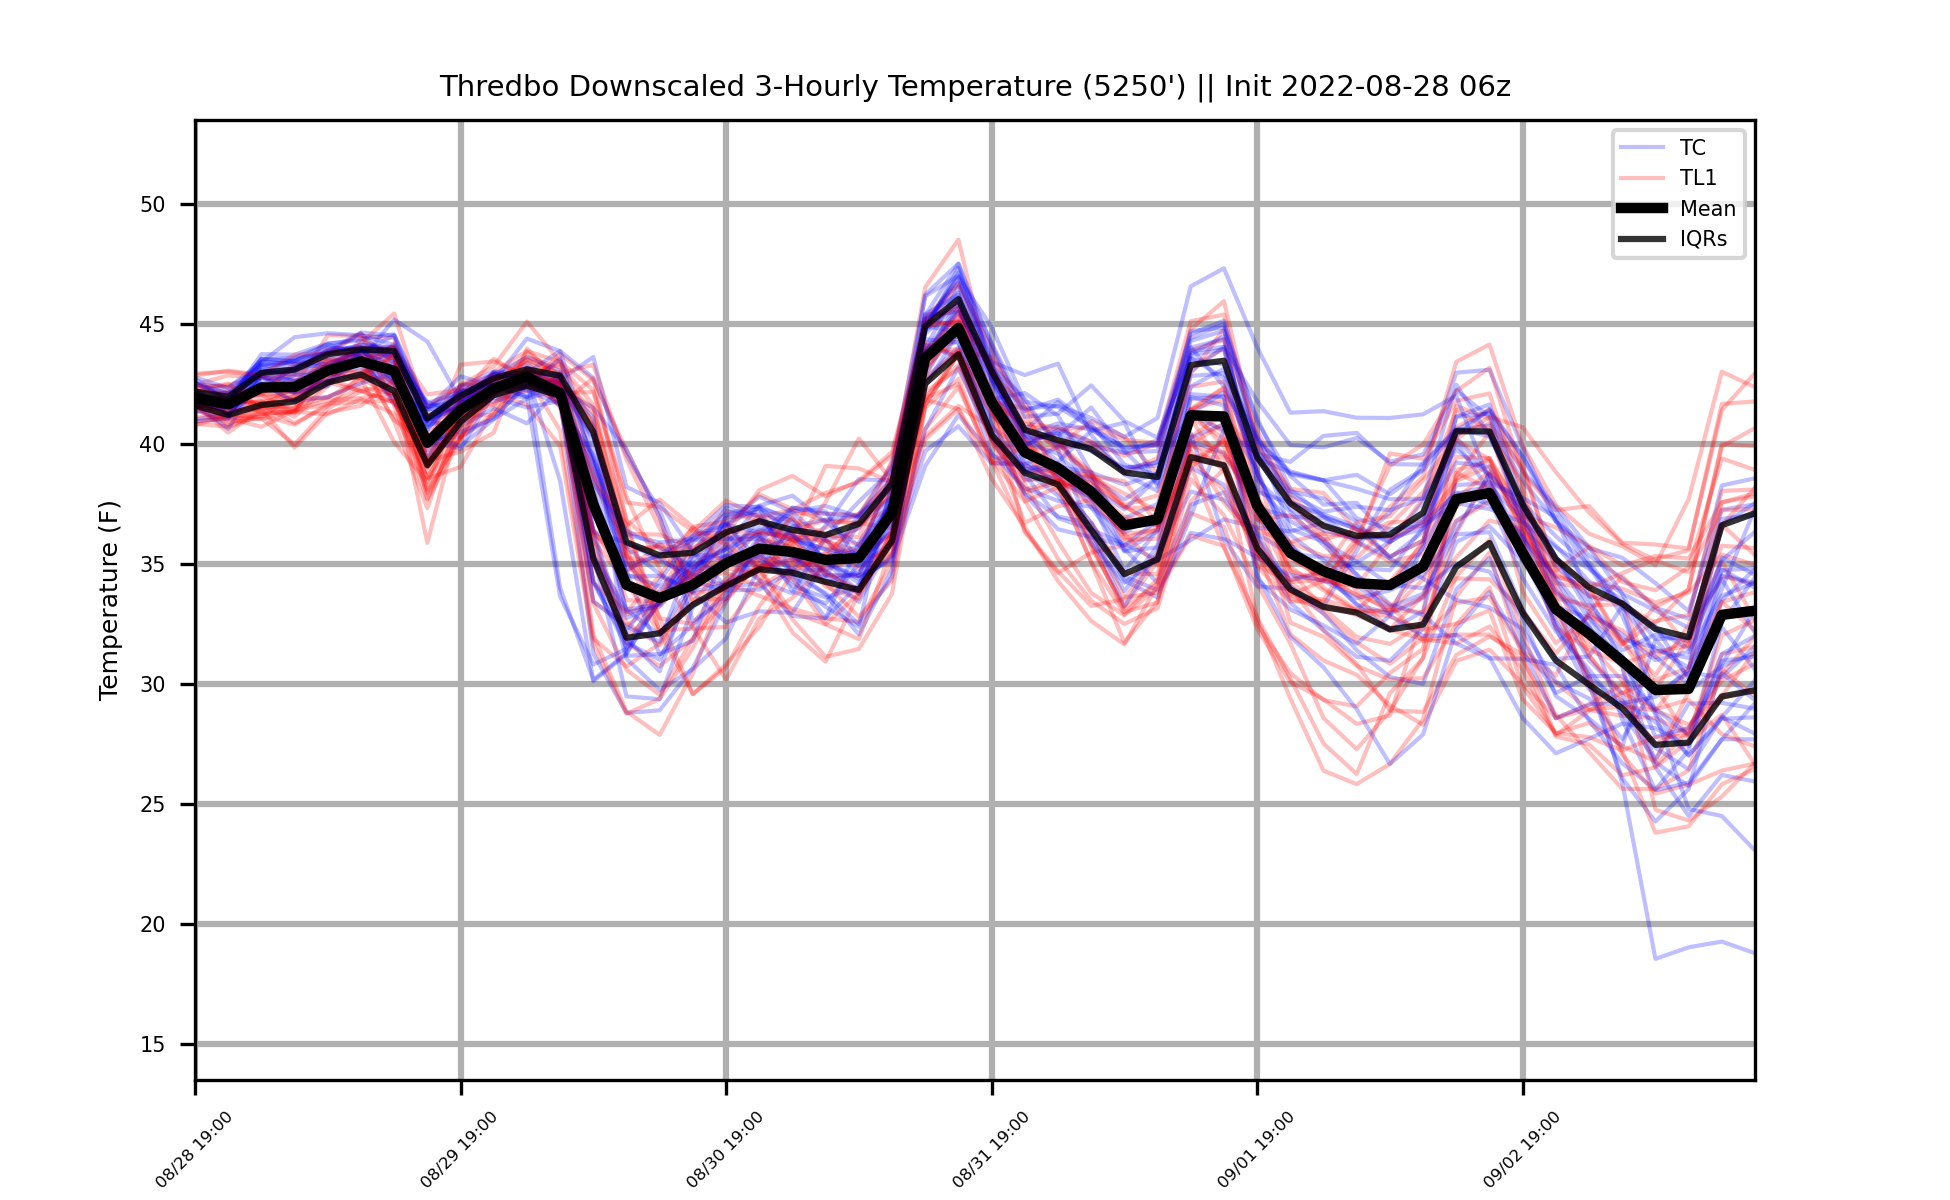 Thredbo Downscaled 3-Hourly Temperature (5250') || Init 2022-08-28 06z
TC
TL1
Mean
IQRs
Temperature (F)
50
45
40
35
30
25
20
15
08/28 19:00
08/29 19:00
08/30 19:00
08/31 19:00
09/01 19:00
09/02 19:00